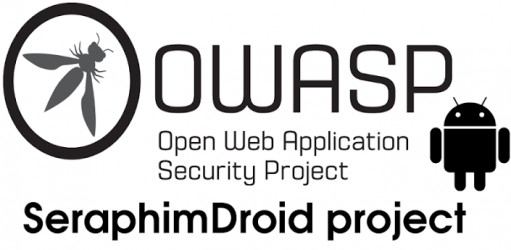 OWASP
Open Web Application
Security Project
SeraphimDroid project